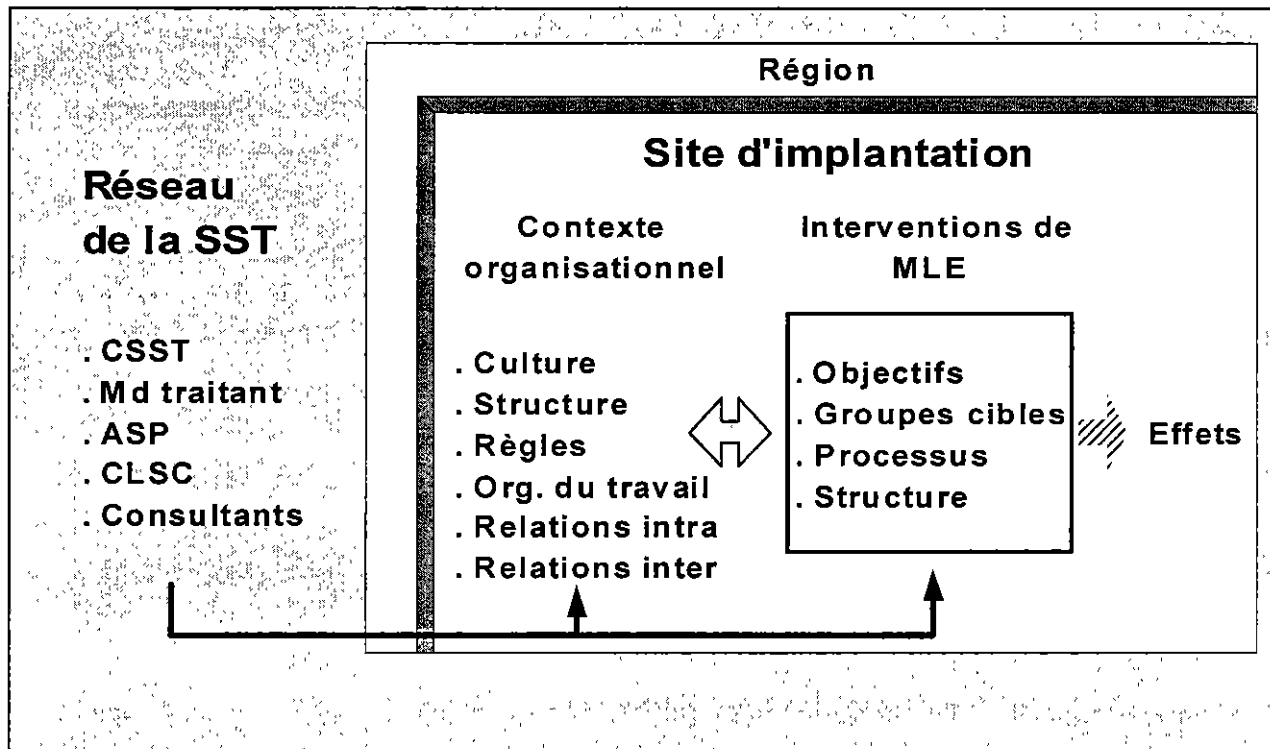 Région
Site d'implantation
Réseau
de la SST
. CSST
. Md traitant
. ASP
. CLSC
. Consultants
Contexte
organisationnel
. Culture
. Structure
. Règles
. Org. du travail
. Relations intra
. Relations inter
Interventions de
MLE
. Objectifs
. Groupes cibles
. Processus
. Structure
Effets